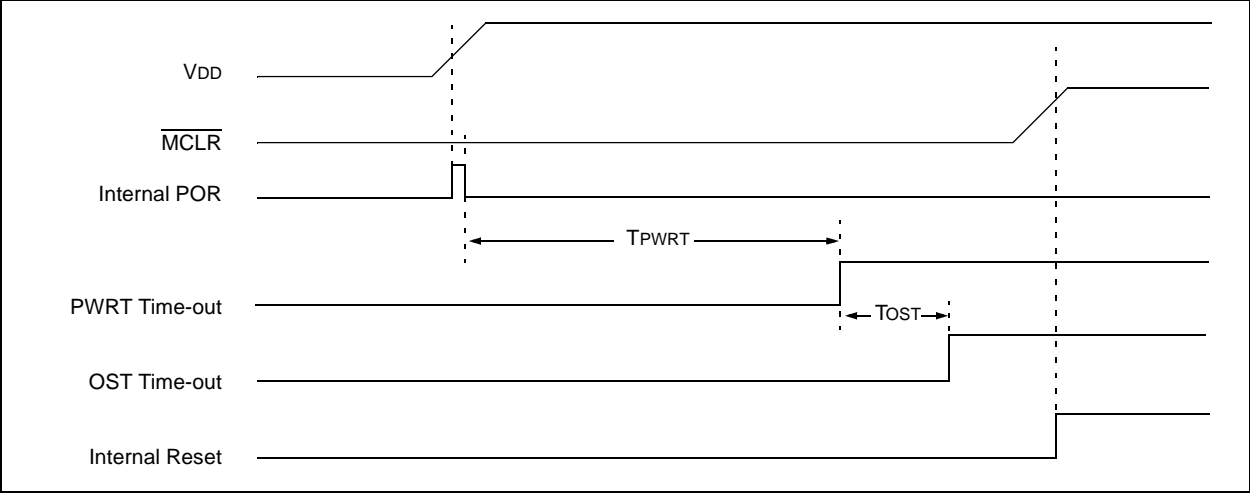 VDD
MCLR
Internal POR
TPWRT
PWRT Time-out
TOST
OST Time-out
Internal Reset